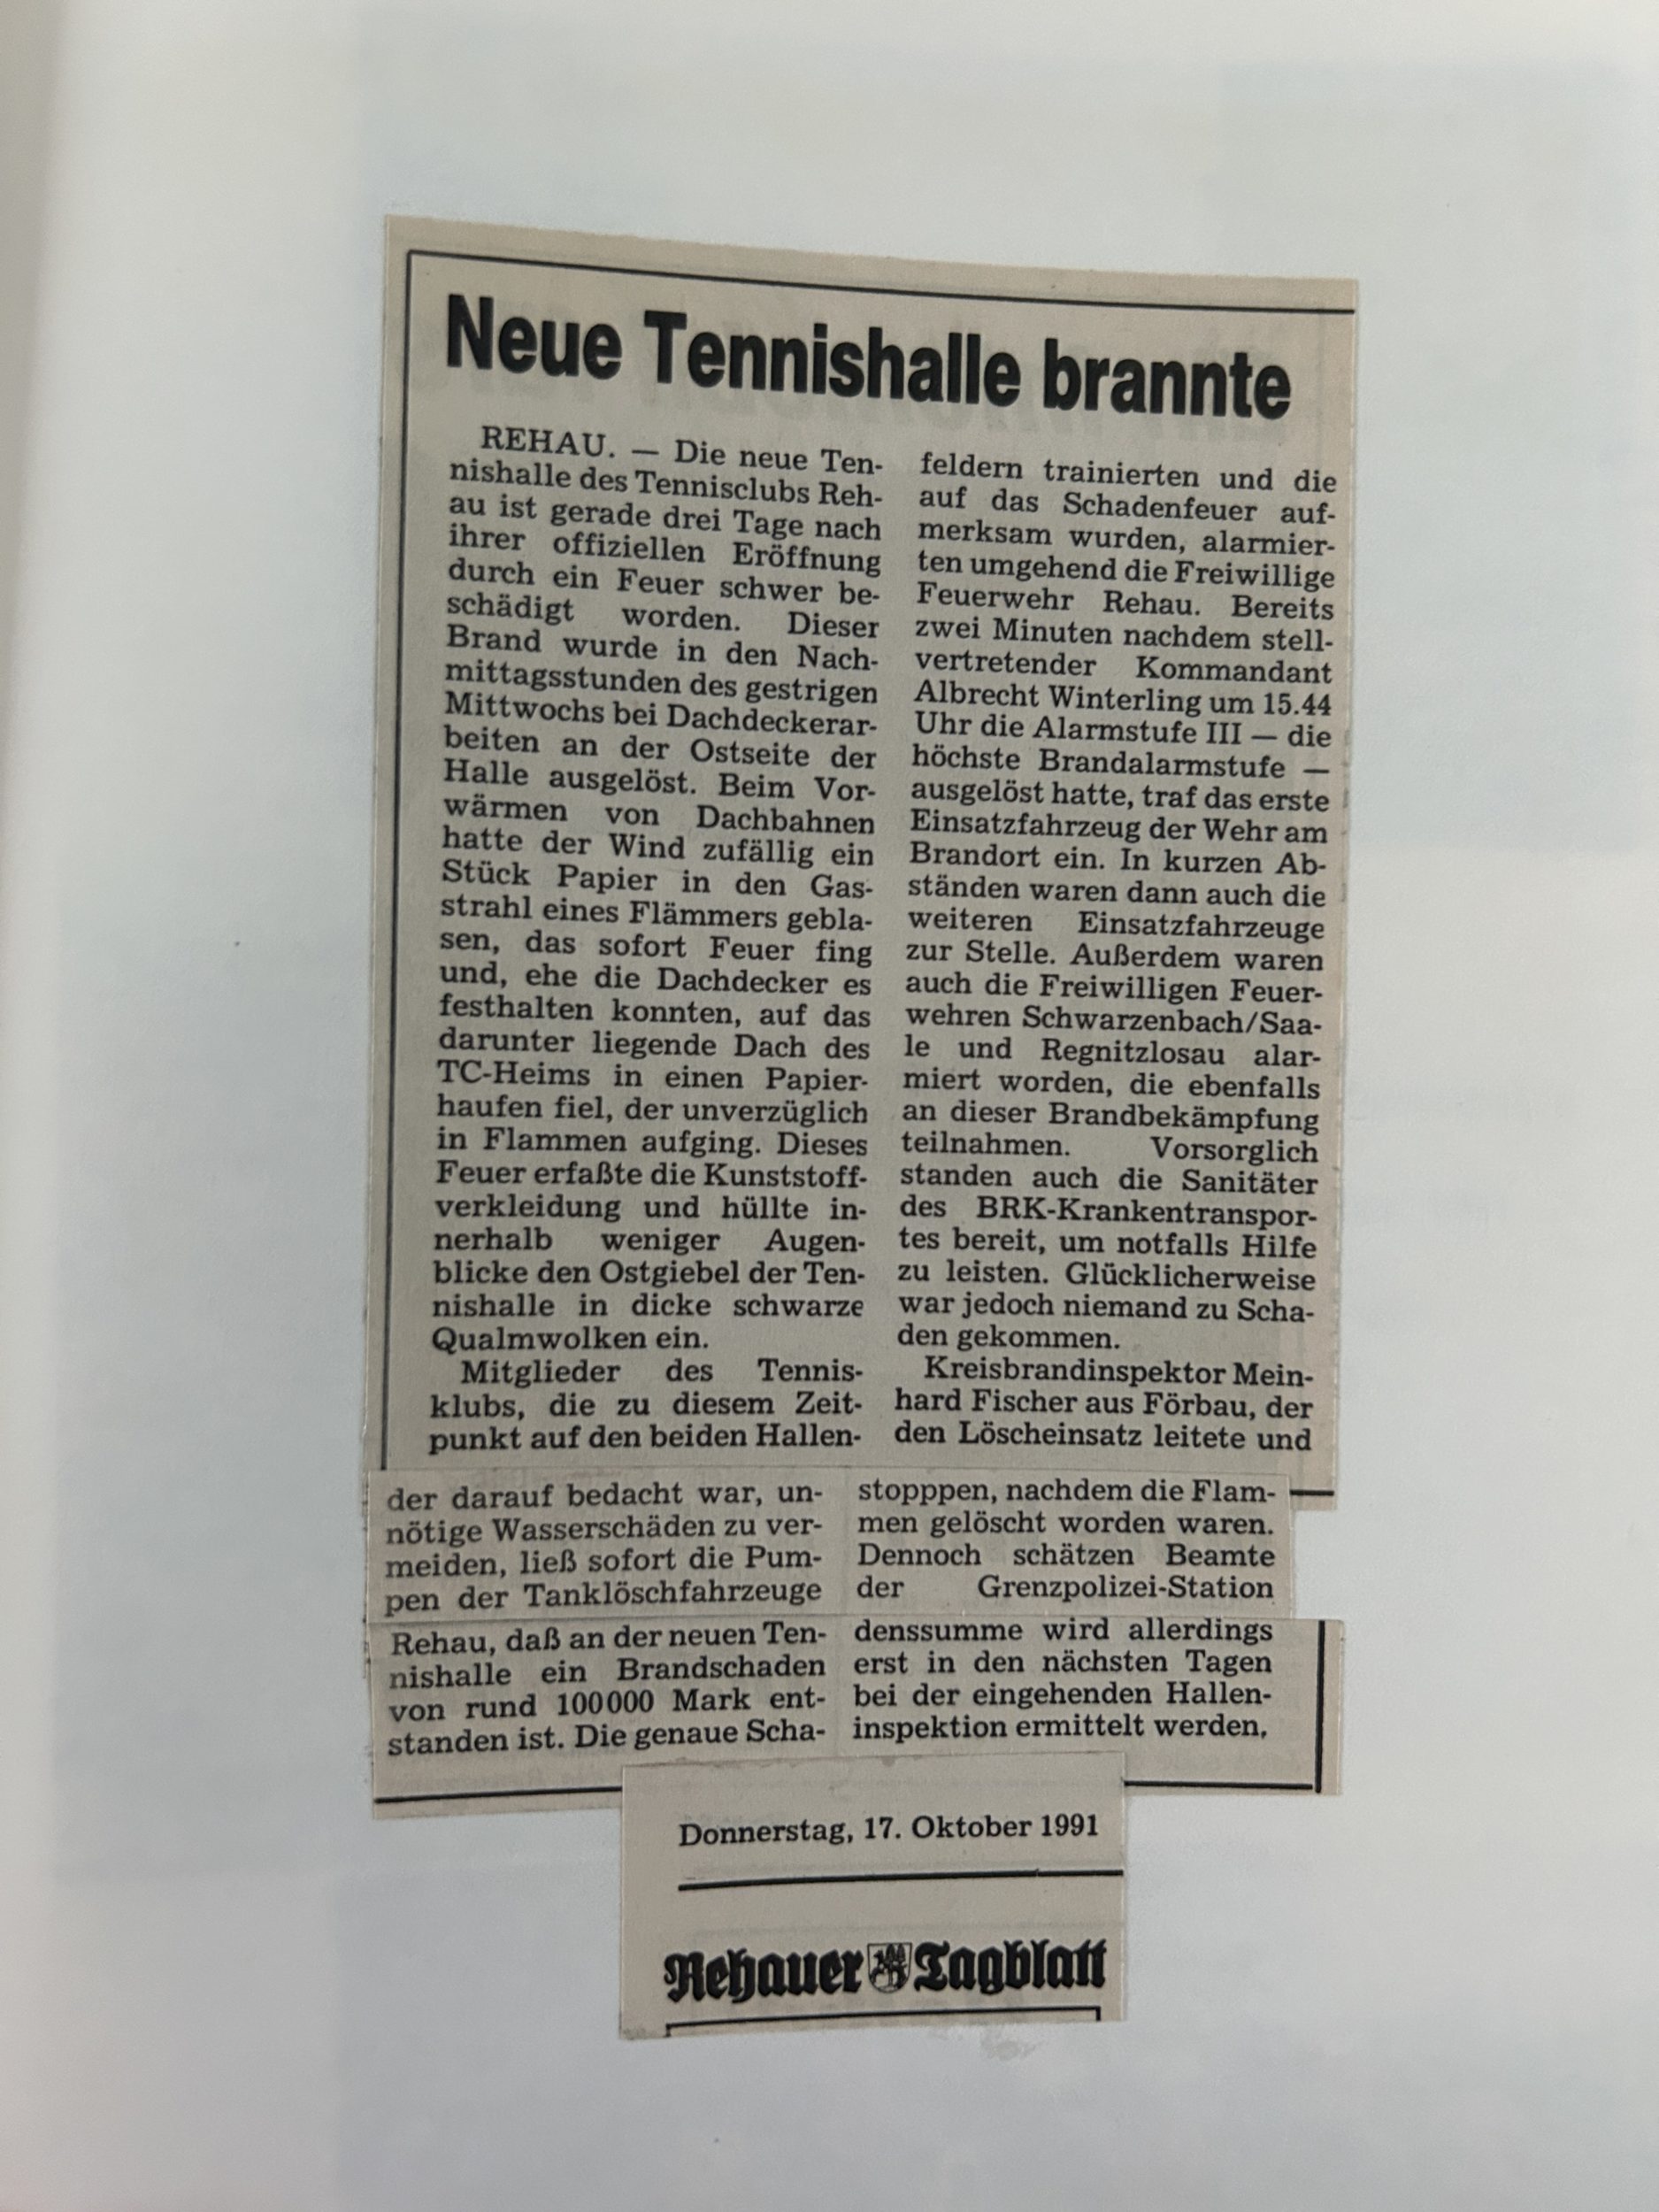 Neue Tennishalle brannte
REHAU. — Die neue Ten-
nishalle des Tennisclubs Reh-
au ist gerade drei Tage nach
ihrer offiziellen Eröffnung
durch ein Feuer schwer be-
schädigt worden. Dieser
Brand wurde in den Nach-
mittagsstunden des gestrigen
Mittwochs bei Dachdeckerar-
beiten an der Ostseite der
Halle ausgelöst. Beim Vor-
wärmen von Dachbahnen
hatte der Wind zufällig ein
Stück Papier in den Gas-
strahl eines Flämmers gebla-
sen, das sofort Feuer fing
und, ehe die Dachdecker es
festhalten konnten, auf das
darunter liegende Dach des
TC-Heims in einen Papier-
haufen fiel, der unverzüglich
in Flammen aufging. Dieses
Feuer erfaßte die Kunststoff-
verkleidung und hüllte in-
nerhalb weniger Augen-
blicke den Ostgiebel der Ten-
nishalle in dicke schwarze
Qualmwolken ein.
Mitglieder des Tennis-
klubs, die zu diesem Zeit-
punkt auf den beiden Hallen-
feldern trainierten und die
auf das Schadenfeuer auf-
merksam wurden, alarmier-
ten umgehend die Freiwillige
Feuerwehr Rehau. Bereits
zwei Minuten nachdem stell-
vertretender Kommandant
Albrecht Winterling um 15.44
Uhr die Alarmstufe III — die
höchste Brandalarmstufe —
ausgelöst hatte, traf das erste
Einsatzfahrzeug der Wehr am
Brandort ein. In kurzen Ab-
ständen waren dann auch die
weiteren Einsatzfahrzeuge
zur Stelle. Außerdem waren
auch die Freiwilligen Feuer-
wehren Schwarzenbach/Saa-
le und Regnitzlosau alar-
miert worden, die ebenfalls
an dieser Brandbekämpfung
teilnahmen. Vorsorglich
standen auch die Sanitäter
des BRK-Krankentranspor-
tes bereit, um notfalls Hilfe
zu leisten. Glücklicherweise
war jedoch niemand zu Scha-
den gekommen.
Kreisbrandinspektor Mein-
hard Fischer aus Förbau, der
den Löscheinsatz leitete und
der darauf bedacht war, un-
nötige Wasserschäden zu ver-
meiden, ließ sofort die Pum-
pen der Tanklöschfahrzeuge
stopppen, nachdem die Flam-
men gelöscht worden waren.
Dennoch schätzen Beamte
der Grenzpolizei-Station
Rehau, daß an der neuen Ten-
nishalle ein Brandschaden
von rund 100 000 Mark ent-
standen ist. Die genaue Scha-
denssumme wird allerdings
erst in den nächsten Tagen
bei der eingehenden Hallen-
inspektion ermittelt werden,
Donnerstag, 17. Oktober 1991
Rehauer Tagblatt